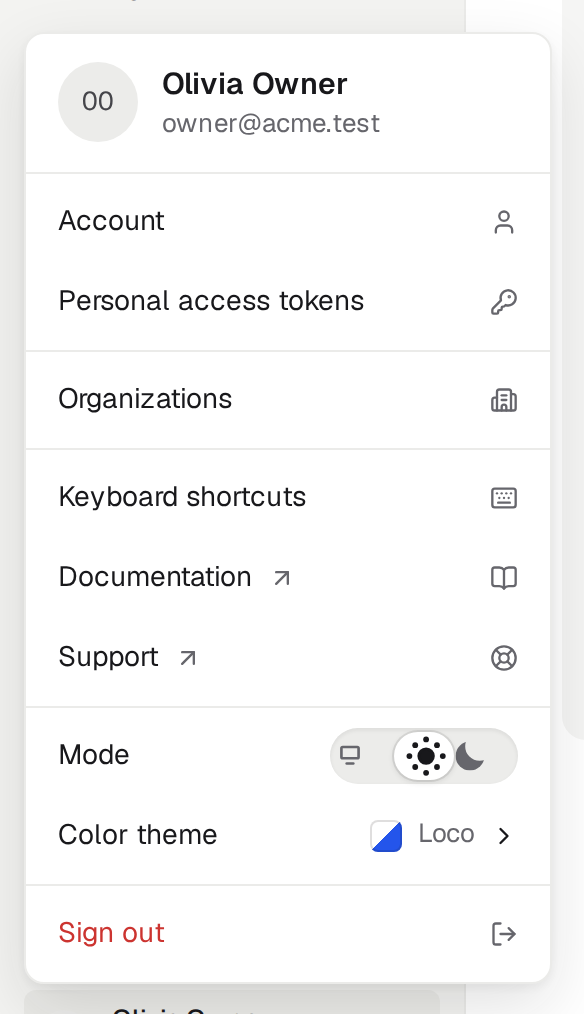 OO
Olivia Owner
owner@acme.test
Account
Personal access tokens
Organizations
Keyboard shortcuts
Documentation
Support
Mode
Color theme
Loco
Sign out